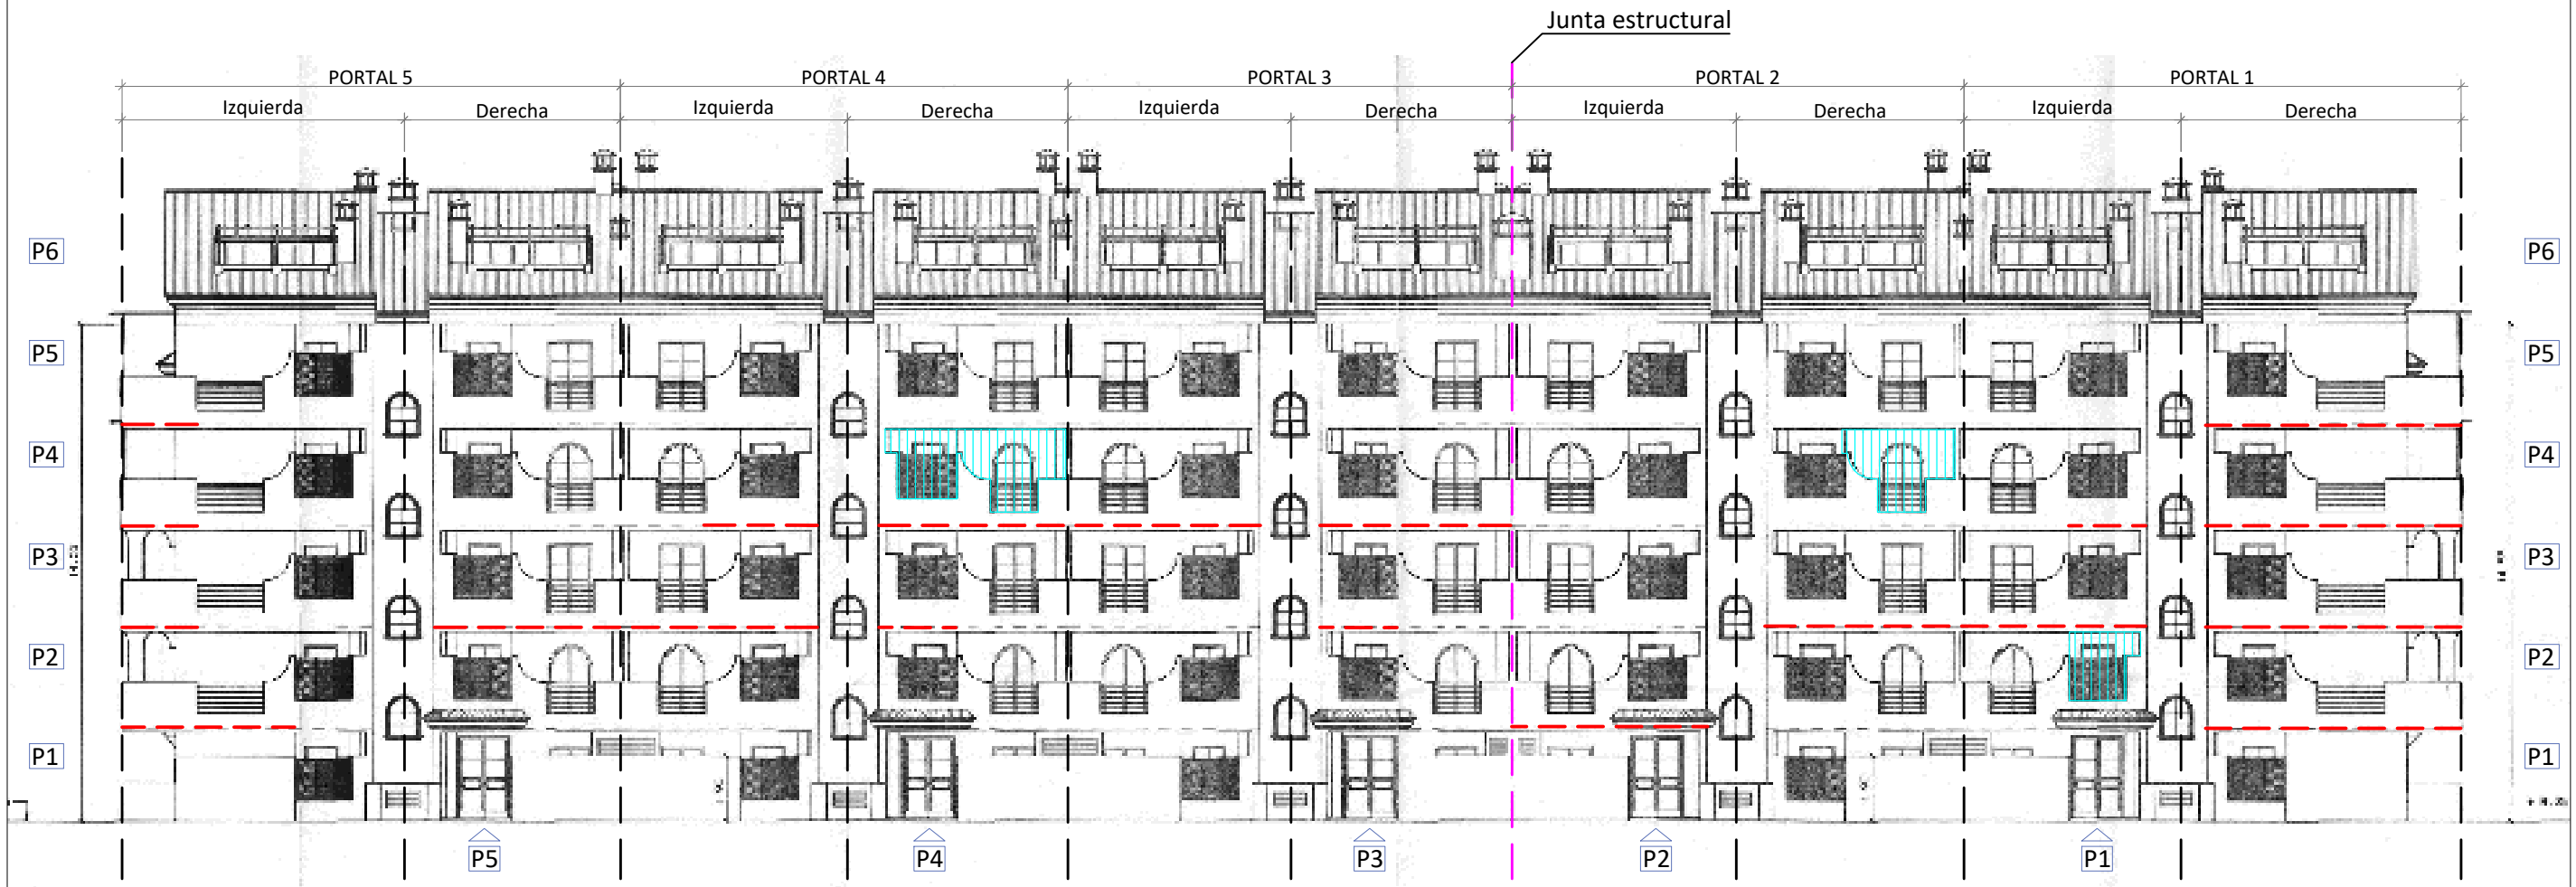 Junta estructural
PORTAL 5 PORTAL 4 PORTAL 3 PORTAL 2 PORTAL 1
Izquierda Derecha Izquierda Derecha Izquierda Derecha Izquierda Derecha Izquierda Derecha
P6 P6
P5 P5
P4 P4
P3 P3
P2 P2
P1 P1
P5 P4 P3 P2 P1